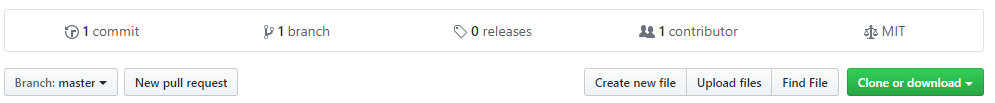 1 commit 1 branch 0 releases 1 contributor MIT
Branch: master New pull request Create new file Upload files Find File Clone or download